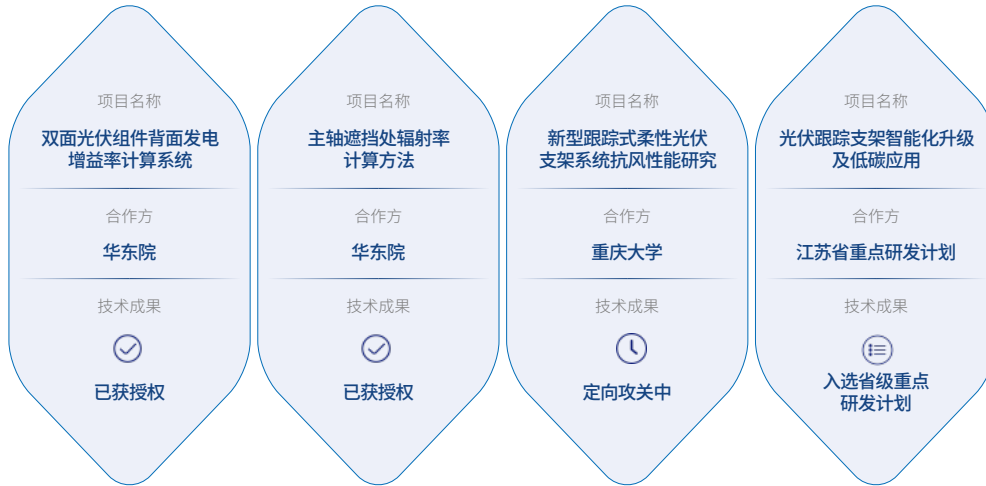 项目名称
双面光伏组件背面发电
增益率计算系统
合作方
华东院
技术成果
已获授权
项目名称
主轴遮挡处辐射率
计算方法
合作方
华东院
技术成果
已获授权
项目名称
新型跟踪式柔性光伏
支架系统抗风性能研究
合作方
重庆大学
技术成果
定向攻关中
项目名称
光伏跟踪支架智能化升级
及低碳应用
合作方
江苏省重点研发计划
技术成果
入选省级重点
研发计划